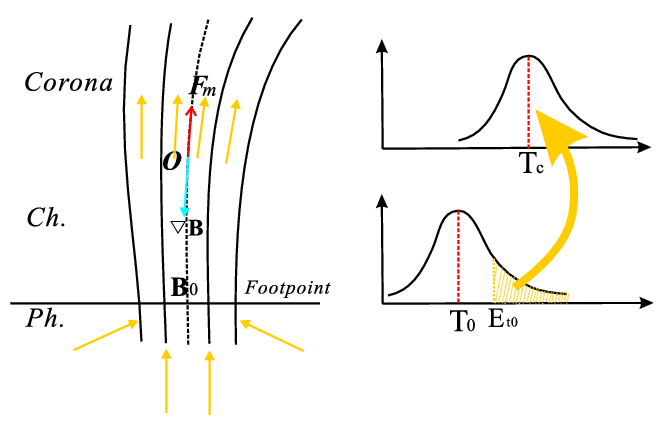 Corona
Fm
O
Ch.
▽B
B0
Footpoint
Ph.
Tc
T0
Et0